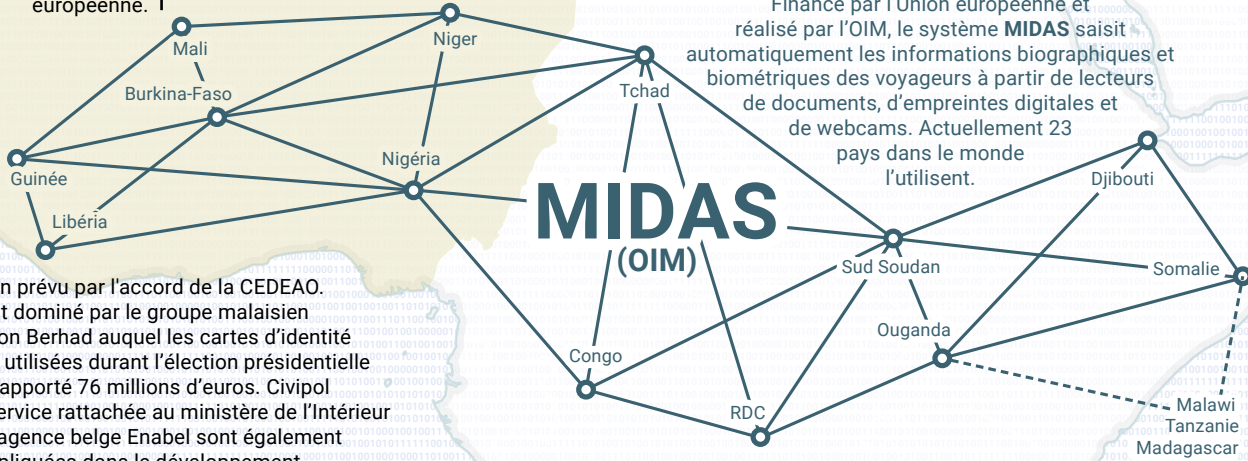 européenne.
Financé par l'Union européenne et
réalisé par l'OIM, le système MIDAS saisit
automatiquement les informations biographiques et
biométriques des voyageurs à partir de lecteurs
de documents, d'empreintes digitales et
de webcams. Actuellement 23
pays dans le monde
l'utilisent.
Mali
Niger
Burkina-Faso
Tchad
Nigéria
Guinée
Libéria
Djibouti
MIDAS
(OIM)
Sud Soudan
Somalie
Ouganda
Congo
RDC
Malawi
Tanzanie
Madagascar
n prévu par l'accord de la CEDEAO.
t dominé par le groupe malaisien
on Berhad auquel les cartes d'identité
utilisées durant l'élection présidentielle
apporté 76 millions d'euros. Civipol
ervice rattachée au ministère de l'Intérieur
agence belge Enabel sont également
pliquées dans le développement